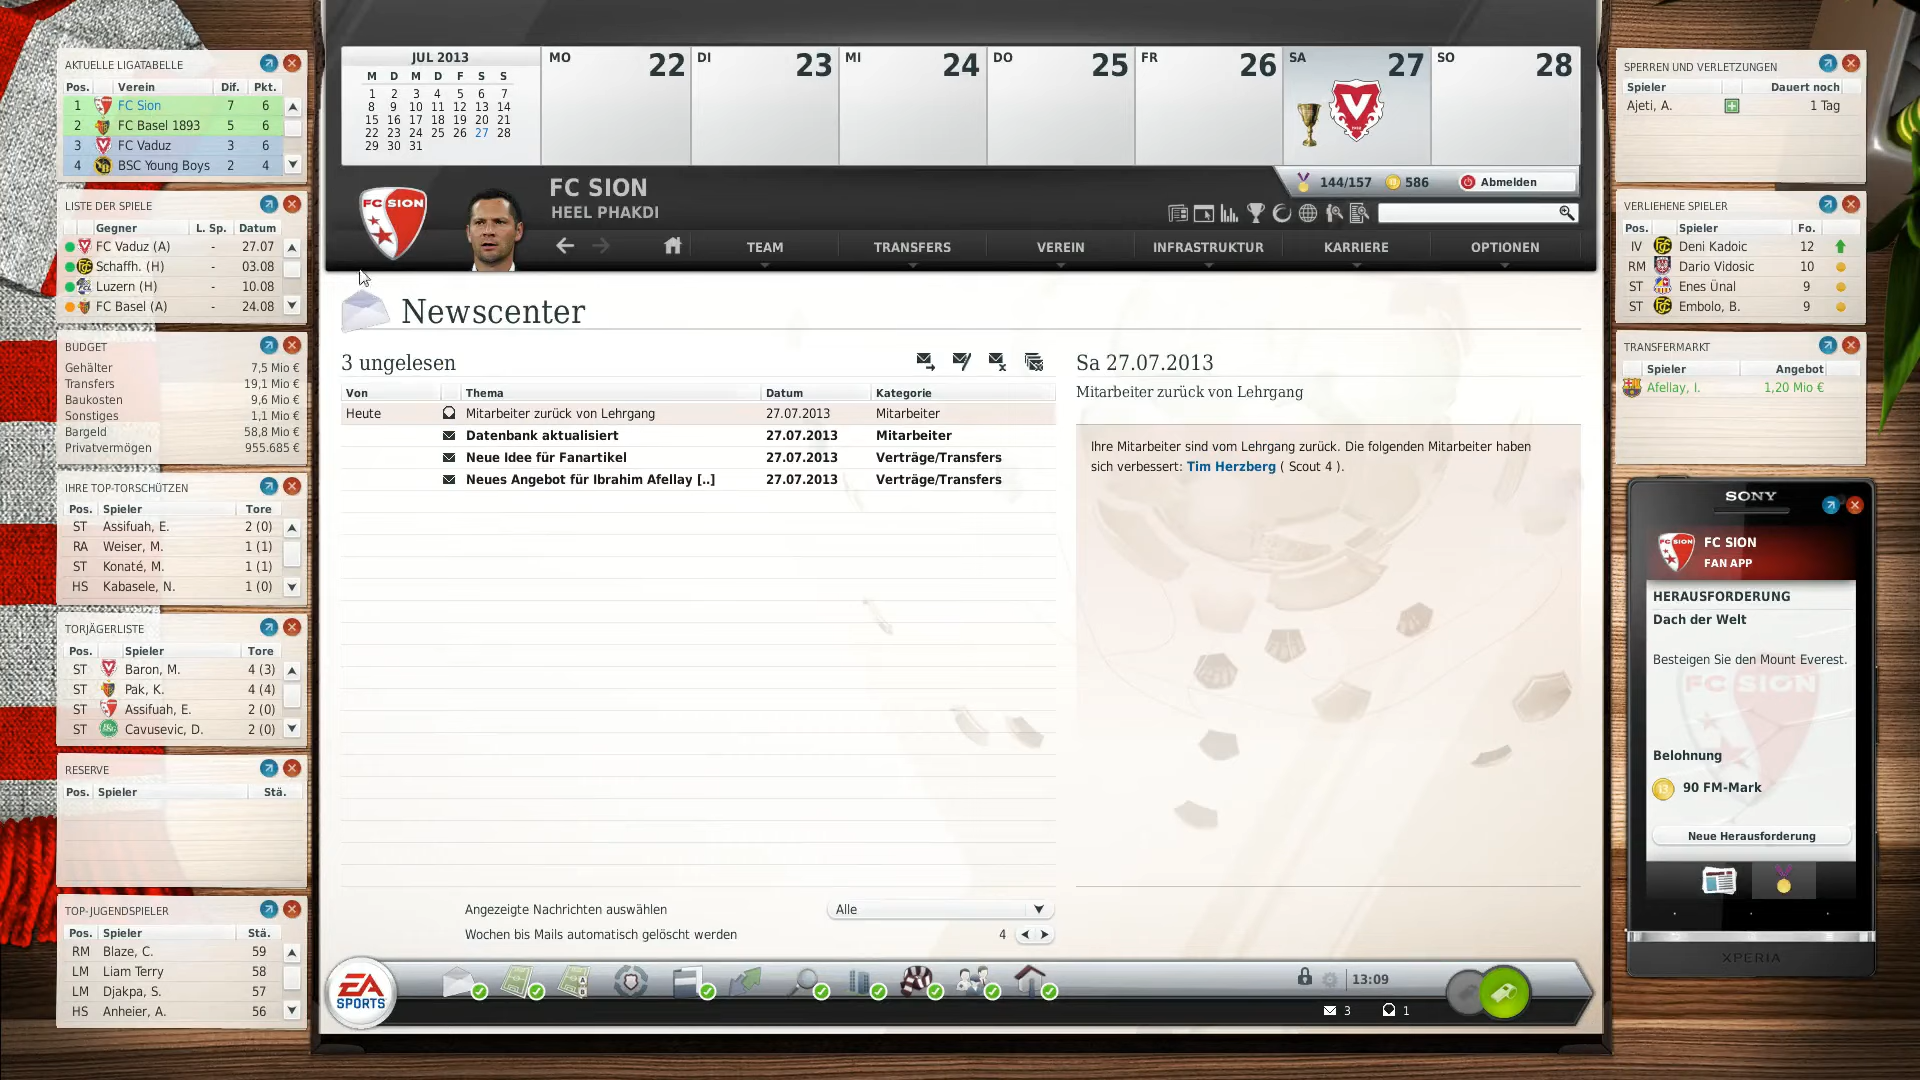 JUL 2013
M D M D F S S
1 2 3 4 5 6 7
8 9 10 11 12 13 14
15 16 17 18 19 20 21
22 23 24 25 26 27 28
29 30 31
MO 22
DI 23
MI 24
DO 25
FR 26
SA 27
SO 28
FC SION
HEEL PHAKDI
144/157 586 Abmelden
TEAM TRANSFERS VEREIN INFRASTRUKTUR KARRIERE OPTIONEN
AKTUELLE LIGATABELLE
Pos. Verein Dif. Pkt.
1 FC Sion 7 6
2 FC Basel 1893 5 6
3 FC Vaduz 3 6
4 BSC Young Boys 2 4
LISTE DER SPIELE
Gegner L. Sp. Datum
FC Vaduz (A) - 27.07
Schaffh. (H) - 03.08
Luzern (H) - 10.08
FC Basel (A) - 24.08
BUDGET
Gehälter 7,5 Mio €
Transfers 19,1 Mio €
Baukosten 9,6 Mio €
Sonstiges 1,1 Mio €
Bargeld 58,8 Mio €
Privatvermögen 955.685 €
IHRE TOP-TORSCHÜTZEN
Pos. Spieler Tore
ST Assifuah, E. 2 (0)
RA Weiser, M. 1 (1)
ST Konaté, M. 1 (1)
HS Kabasele, N. 1 (0)
TORJÄGERLISTE
Pos. Spieler Tore
ST Baron, M. 4 (3)
ST Pak, K. 4 (4)
ST Assifuah, E. 2 (0)
ST Cavusevic, D. 2 (0)
RESERVE
Pos. Spieler Stä.
TOP-JUGENDSPIELER
Pos. Spieler Stä.
RM Blaze, C. 59
LM Liam Terry 58
LM Djakpa, S. 57
HS Anheier, A. 56
Newscenter
3 ungelesen
Von Thema Datum Kategorie
Heute Mitarbeiter zurück von Lehrgang 27.07.2013 Mitarbeiter
Datenbank aktualisiert 27.07.2013 Mitarbeiter
Neue Idee für Fanartikel 27.07.2013 Verträge/Transfers
Neues Angebot für Ibrahim Afellay [..] 27.07.2013 Verträge/Transfers
Angezeigte Nachrichten auswählen Alle
Wochen bis Mails automatisch gelöscht werden 4
Sa 27.07.2013
Mitarbeiter zurück von Lehrgang
Ihre Mitarbeiter sind vom Lehrgang zurück. Die folgenden Mitarbeiter haben
sich verbessert: Tim Herzberg ( Scout 4 ).
EA
SPORTS
13:09
3 1
SPERREN UND VERLETZUNGEN
Spieler Dauert noch
Ajeti, A. 1 Tag
VERLIEHENE SPIELER
Pos. Spieler Fo.
IV Deni Kadoic 12
RM Dario Vidosic 10
ST Enes Ünal 9
ST Embolo, B. 9
TRANSFERMARKT
Spieler Angebot
Afellay, I. 1,20 Mio €
SONY
FC SION
FC SION
FAN APP
HERAUSFORDERUNG
Dach der Welt
Besteigen Sie den Mount Everest.
FC SION
Belohnung
90 FM-Mark
Neue Herausforderung
XPERIA